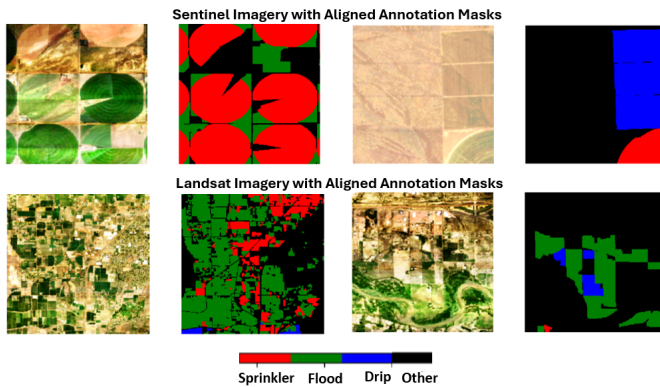 Sentinel Imagery with Aligned Annotation Masks
Landsat Imagery with Aligned Annotation Masks
Sprinkler Flood Drip Other